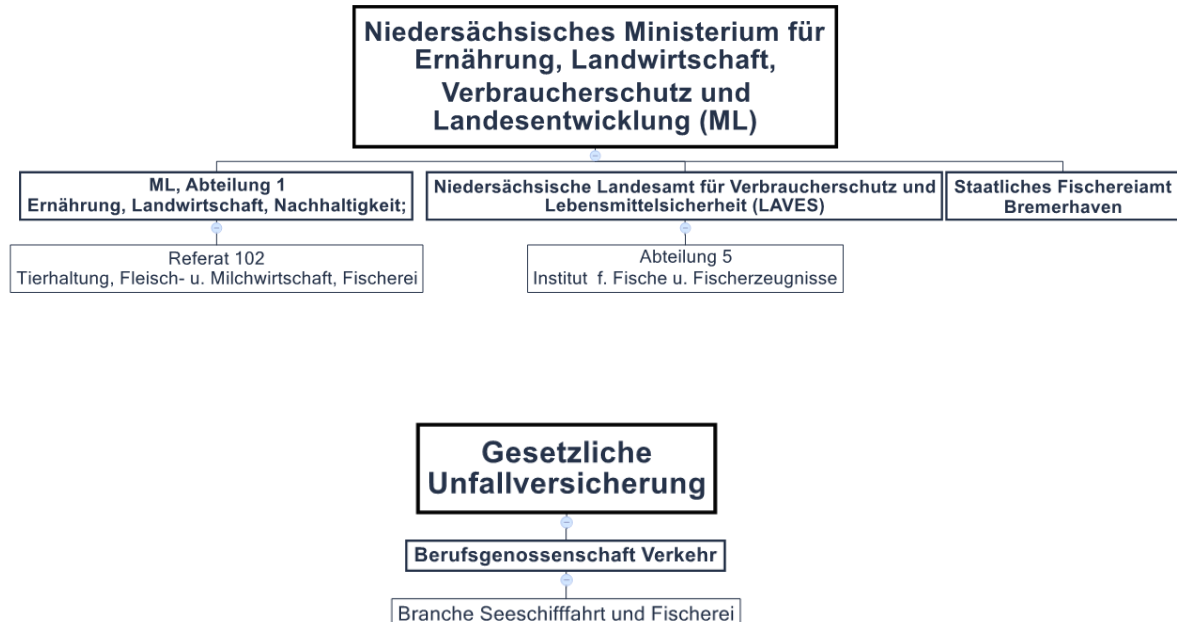 Niedersächsisches Ministerium für
Ernährung, Landwirtschaft,
Verbraucherschutz und
Landesentwicklung (ML)
ML, Abteilung 1
Ernährung, Landwirtschaft, Nachhaltigkeit;
Niedersächsische Landesamt für Verbraucherschutz und
Lebensmittelsicherheit (LAVES)
Staatliches Fischereiamt
Bremerhaven
Referat 102
Tierhaltung, Fleisch- u. Milchwirtschaft, Fischerei
Abteilung 5
Institut f. Fische u. Fischerzeugnisse
Gesetzliche
Unfallversicherung
Berufsgenossenschaft Verkehr
Branche Seeschifffahrt und Fischerei